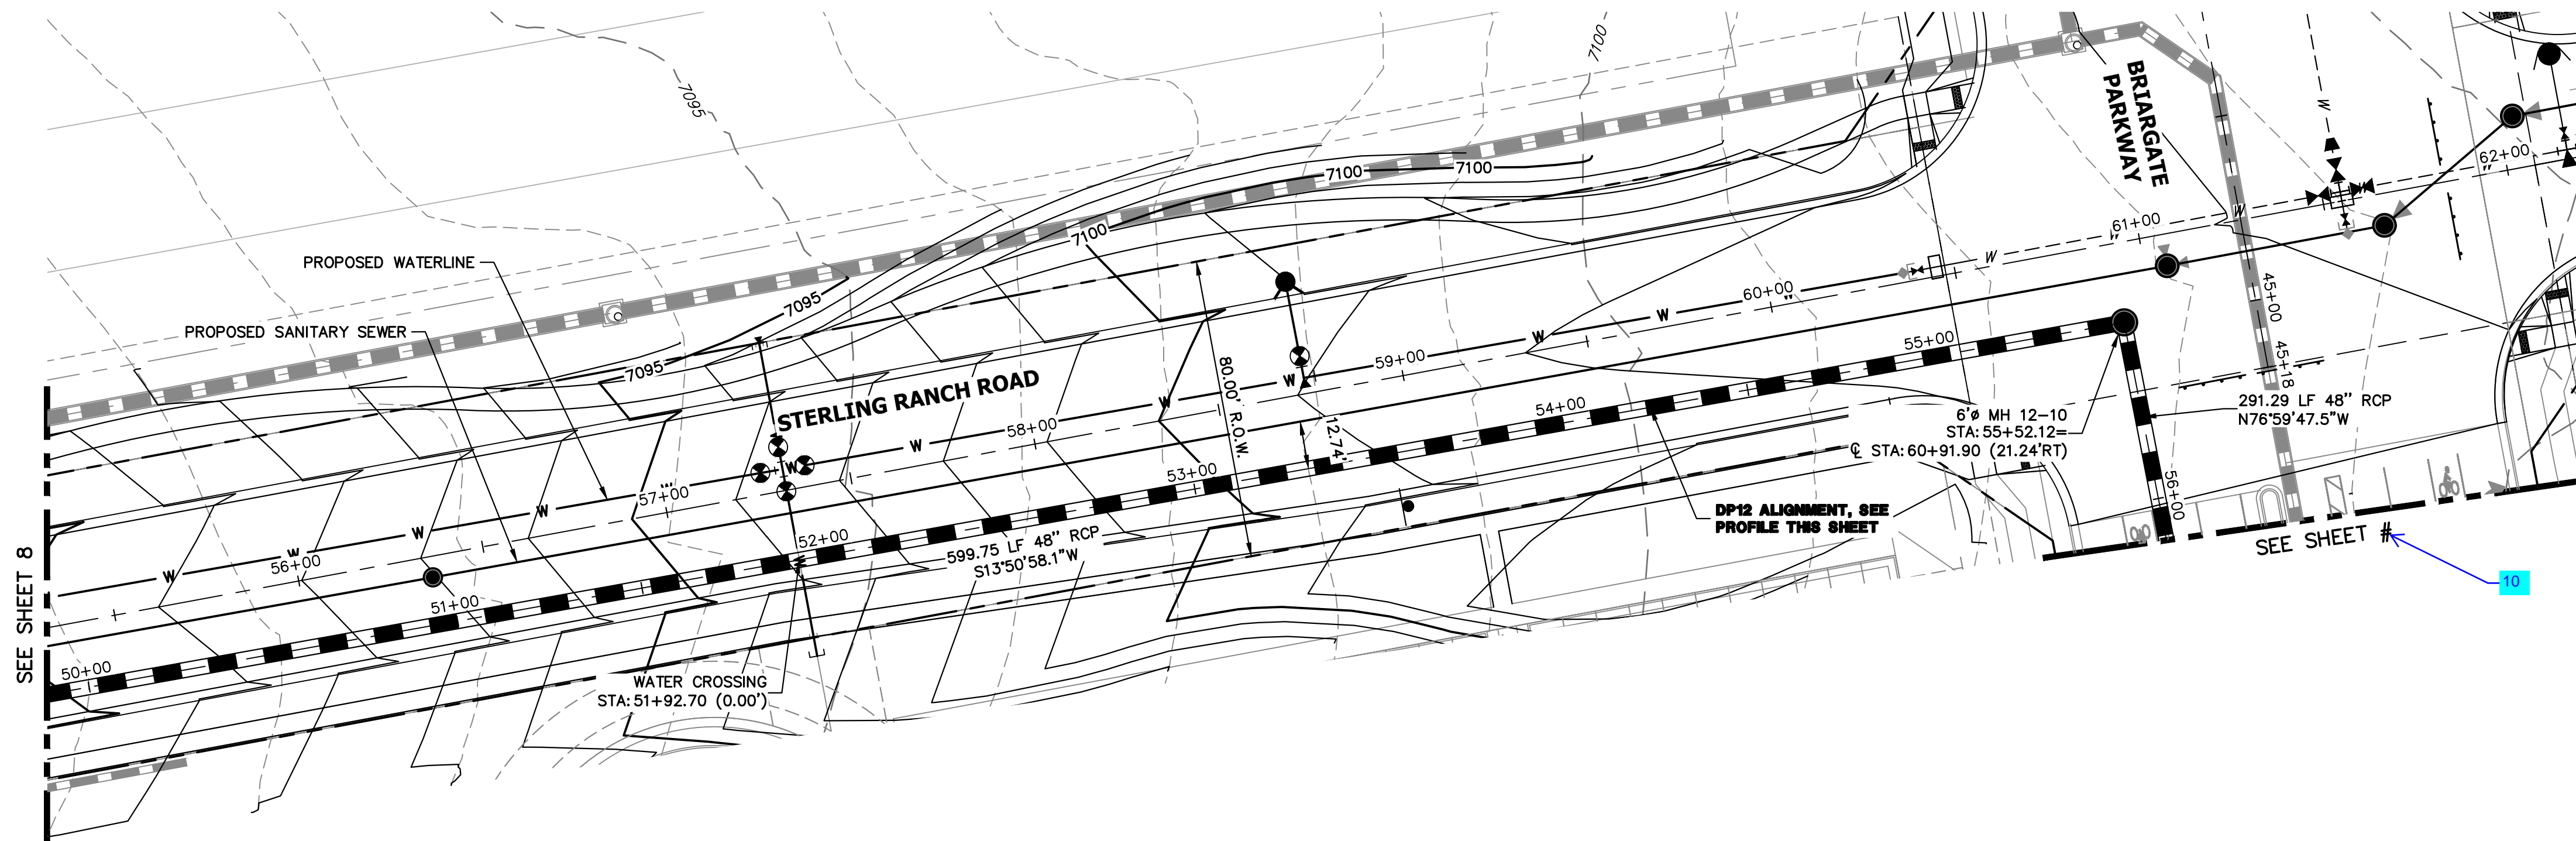 7095
7100
BRIARGATE
PARKWAY
W
62+00
W
61+00
W
W
7100
7100
7100
PROPOSED WATERLINE
7095
PROPOSED SANITARY SEWER
7095
60+00
W
W
45+00
45+18
59+00
W
55+00
80.00' R.O.W.
12.74'
STERLING RANCH ROAD
W
58+00
W
54+00
291.29 LF 48" RCP
N76°59'47.5"W
6'ø MH 12-10
STA: 55+52.12=
℄ STA: 60+91.90 (21.24'RT)
W
57+00
53+00
56+00
DP12 ALIGNMENT, SEE
PROFILE THIS SHEET
W
W
W
56+00
W
52+00
599.75 LF 48" RCP
S13°50'58.1"W
51+00
50+00
SEE SHEET 8
WATER CROSSING
STA: 51+92.70 (0.00')
SEE SHEET #
10